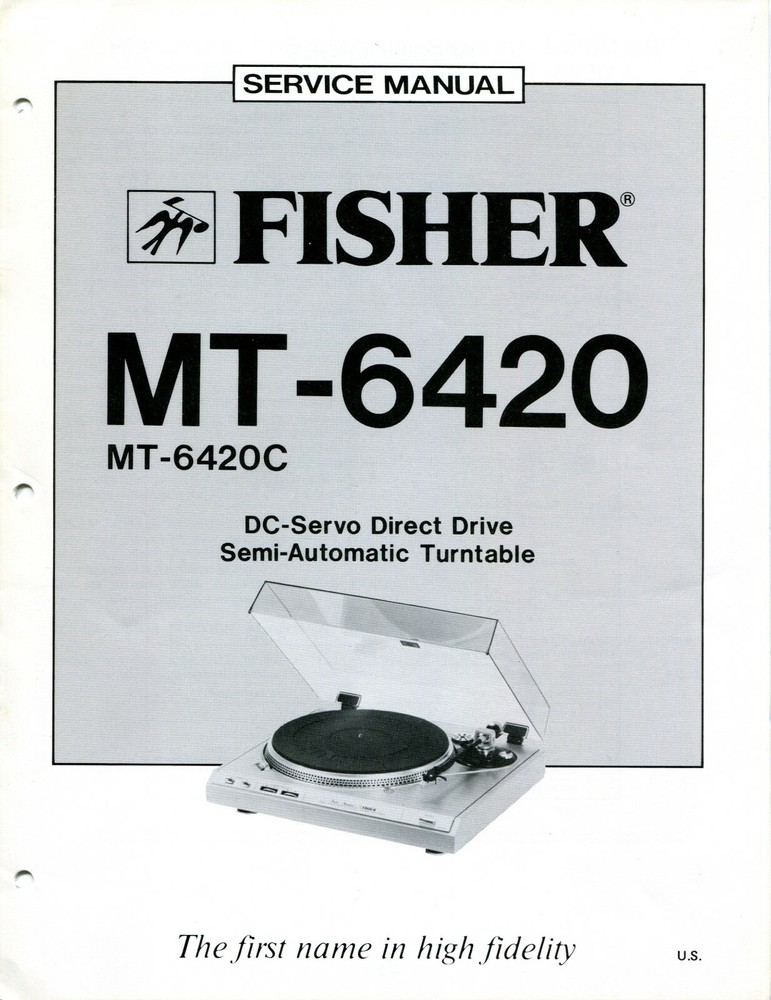 SERVICE MANUAL
FISHER®
MT-6420
MT-6420C
DC-Servo Direct Drive
Semi-Automatic Turntable
The first name in high fidelity
U.S.